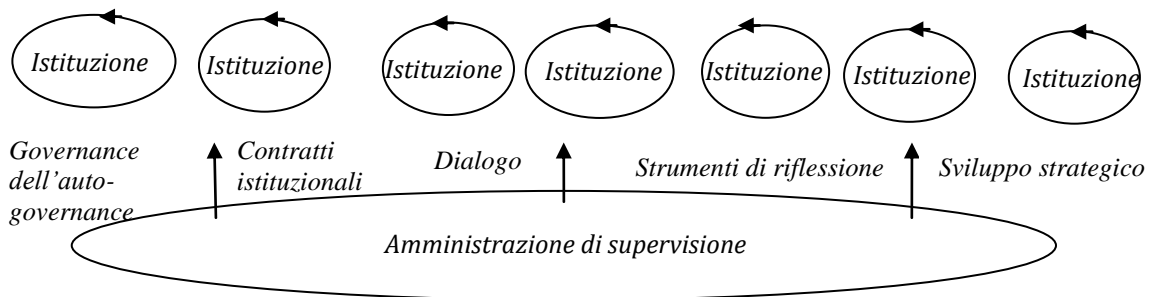 Istituzione Istituzione Istituzione Istituzione Istituzione Istituzione Istituzione
Governance
dell’auto-
governance
Contratti
istituzionali
Dialogo
Strumenti di riflessione
Sviluppo strategico
Amministrazione di supervisione